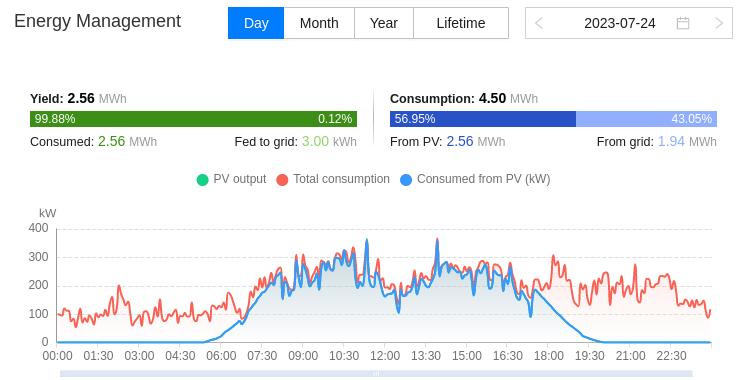 Energy Management Day Month Year Lifetime 2023-07-24
Yield: 2.56 MWh Consumption: 4.50 MWh
99.88% 0.12% 56.95% 43.05%
Consumed: 2.56 MWh Fed to grid: 3.00 kWh From PV: 2.56 MWh From grid: 1.94 MWh
PV output Total consumption Consumed from PV (kW)
kW
400
300
200
100
0
00:00 01:30 03:00 04:30 06:00 07:30 09:00 10:30 12:00 13:30 15:00 16:30 18:00 19:30 21:00 22:30